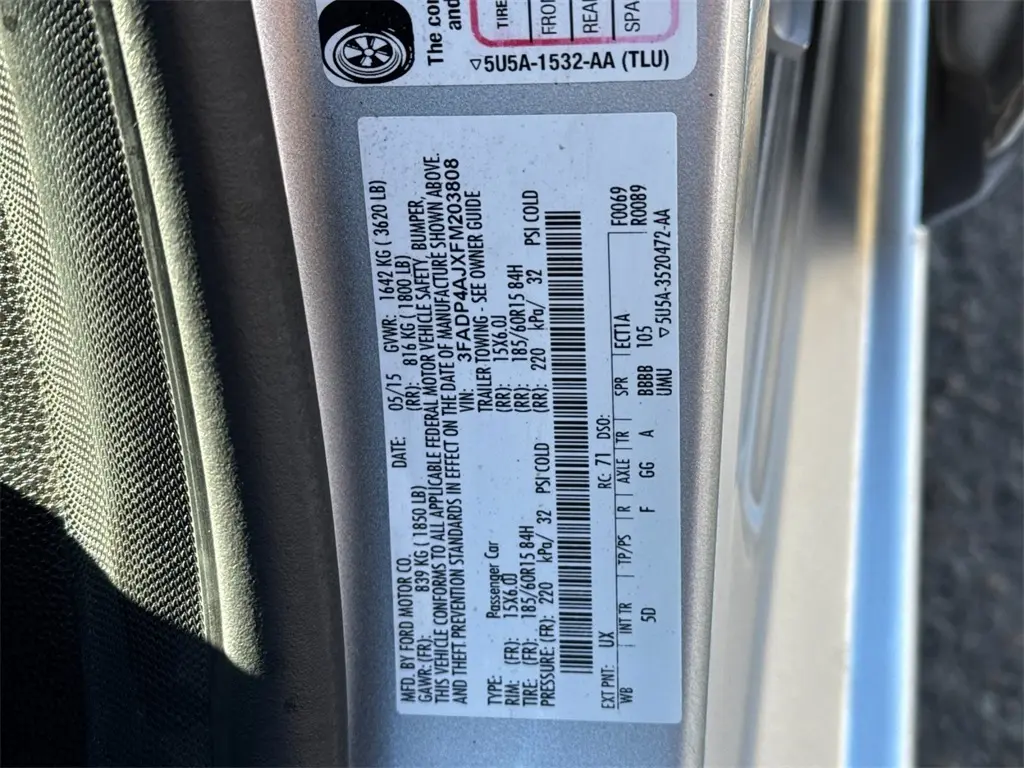 The co
and
TIRE
FRO
REA
SPA
▽5U5A-1532-AA (TLU)
MFD. BY FORD MOTOR CO. DATE: 05/15 GVWR: 1642 KG ( 3620 LB)
GAWR: (FR): 839 KG ( 1850 LB) (RR): 816 KG ( 1800 LB)
THIS VEHICLE CONFORMS TO ALL APPLICABLE FEDERAL MOTOR VEHICLE SAFETY, BUMPER,
AND THEFT PREVENTION STANDARDS IN EFFECT ON THE DATE OF MANUFACTURE SHOWN ABOVE.
VIN: 3FADP4AJXFM203808
TYPE: Passenger Car TRAILER TOWING - SEE OWNER GUIDE
RIM: (FR): 15X6.0J (RR): 15X6.0J
TIRE: (FR): 185/60R15 84H (RR): 185/60R15 84H
PRESSURE:(FR): 220 kPa/ 32 PSI COLD (RR): 220 kPa/ 32 PSI COLD
EXT PNT: UX RC: 71 DSO: F0069
WB INT TR TP/PS R AXLE TR SPR ECT1A R0089
5D F GG A BBBB 105
UMU ▽5U5A-3520472-AA